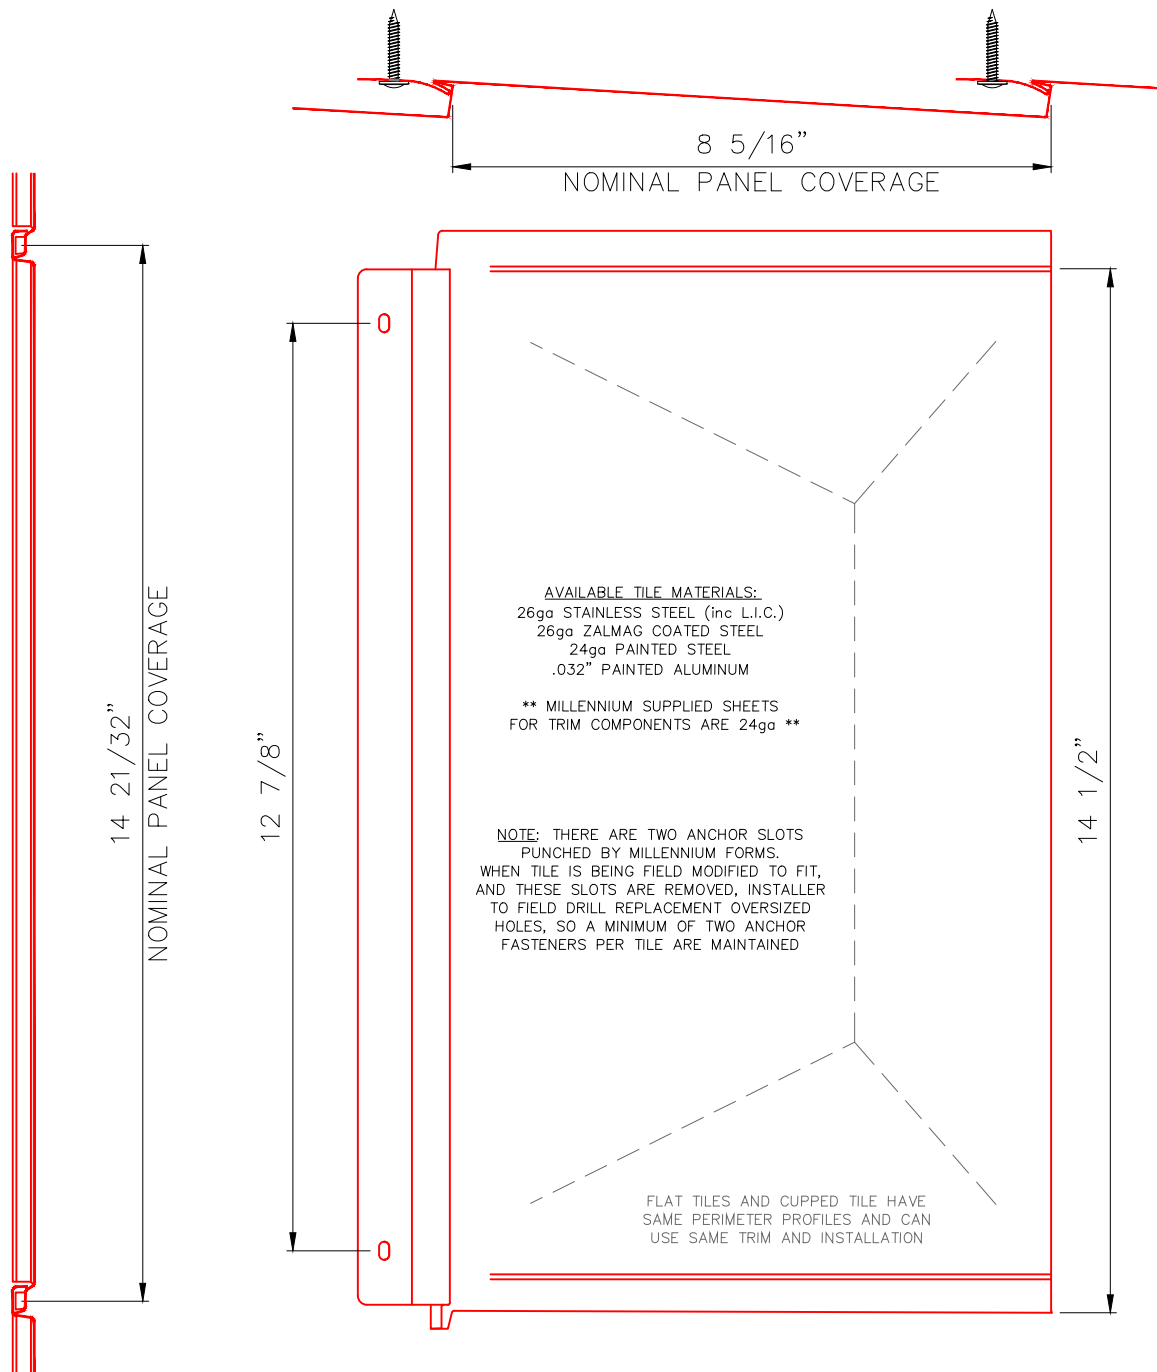 8 5/16”
NOMINAL PANEL COVERAGE
14 21/32”
NOMINAL PANEL COVERAGE
12 7/8”
AVAILABLE TILE MATERIALS:
26ga STAINLESS STEEL (inc L.I.C.)
26ga ZALMAG COATED STEEL
24ga PAINTED STEEL
.032” PAINTED ALUMINUM
** MILLENNIUM SUPPLIED SHEETS
FOR TRIM COMPONENTS ARE 24ga **
NOTE: THERE ARE TWO ANCHOR SLOTS
PUNCHED BY MILLENNIUM FORMS.
WHEN TILE IS BEING FIELD MODIFIED TO FIT,
AND THESE SLOTS ARE REMOVED, INSTALLER
TO FIELD DRILL REPLACEMENT OVERSIZED
HOLES, SO A MINIMUM OF TWO ANCHOR
FASTENERS PER TILE ARE MAINTAINED
14 1/2”
FLAT TILES AND CUPPED TILE HAVE
SAME PERIMETER PROFILES AND CAN
USE SAME TRIM AND INSTALLATION